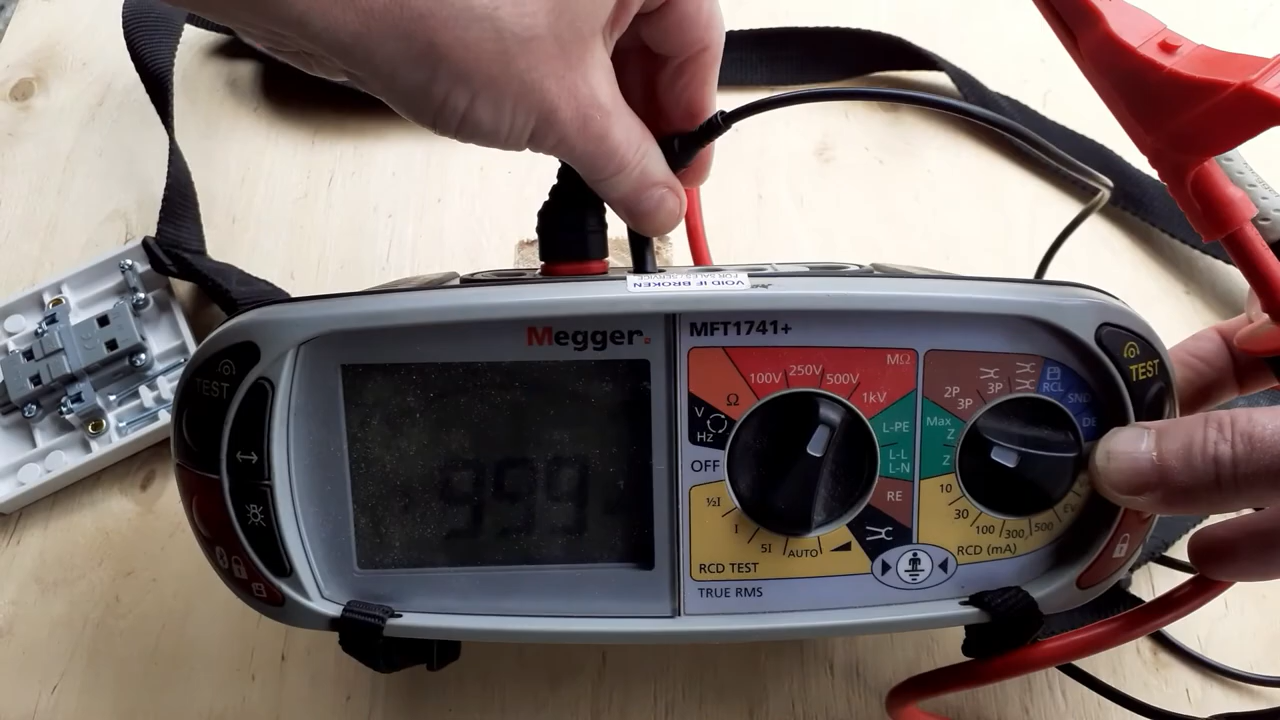 VOID IF BROKEN
FOR SALES/SERVICE
Megger.
MFT1741+
TEST
TEST
MΩ
100V
250V
500V
1kV
Ω
V
Hz
OFF
L-PE
L-L
L-N
RE
½I
I
5I
AUTO
RCD TEST
TRUE RMS
2P
3P
3P
RCL
SND
Max
Z
Z
10
30
100
300
500
RCD (mA)
999